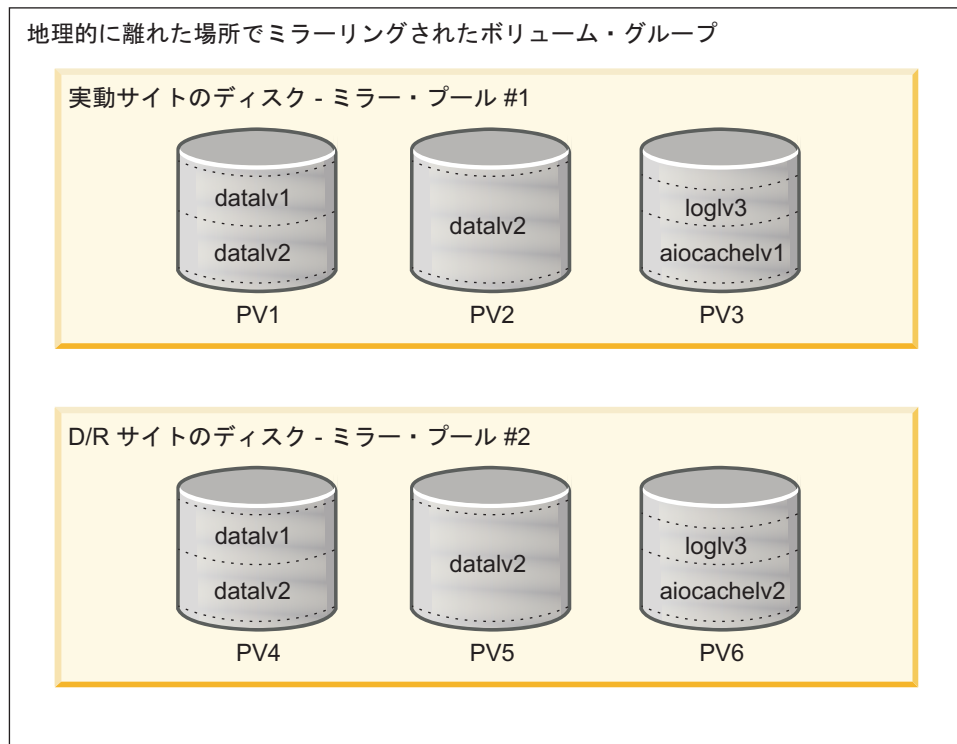 地理的に離れた場所でミラーリングされたボリューム・グループ
実動サイトのディスク - ミラー・プール #1
datalv1
datalv2
PV1
datalv2
PV2
loglv3
aiocachelv1
PV3
D/R サイトのディスク - ミラー・プール #2
datalv1
datalv2
PV4
datalv2
PV5
loglv3
aiocachelv2
PV6